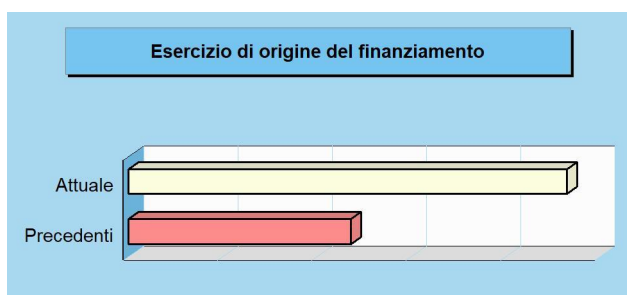 Esercizio di origine del finanziamento
Attuale
Precedenti